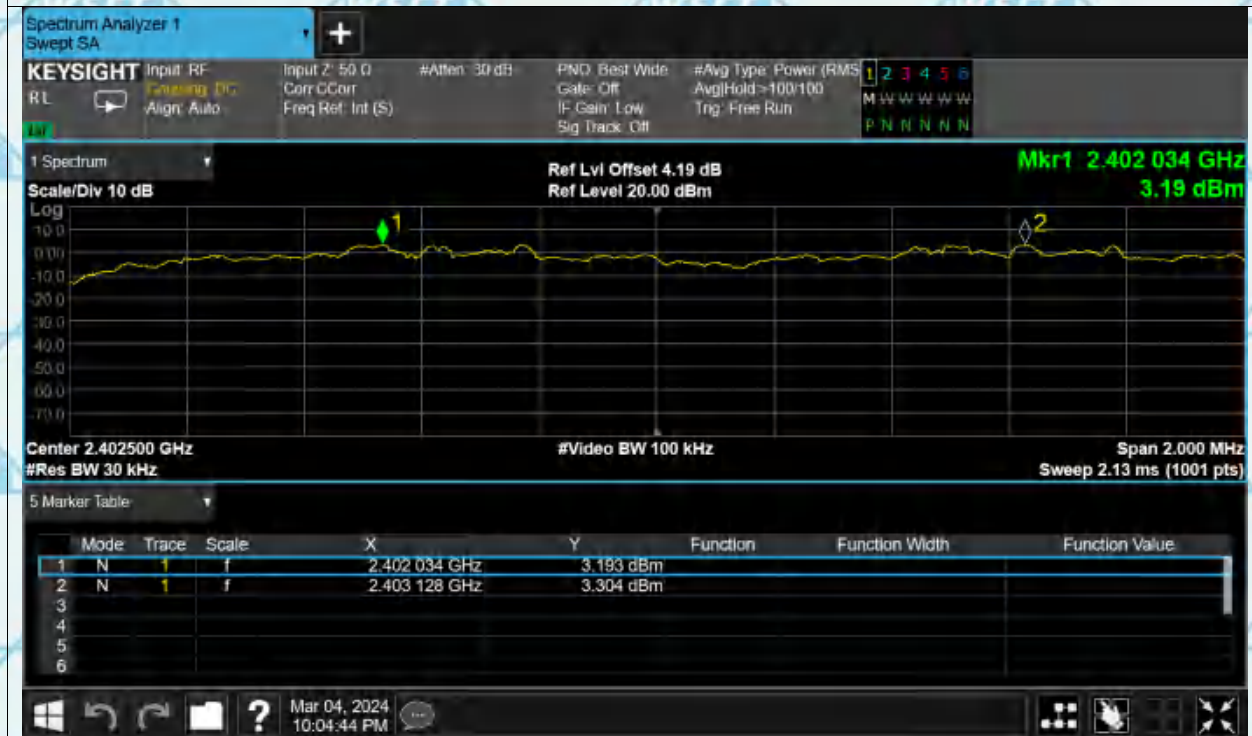 Spectrum Analyzer 1
Swept SA
+
KEYSIGHT Input: RF Input Z: 50 Ω #Atten: 30 dB PNO: Best Wide #Avg Type: Power (RMS 1 2 3 4 5 6
RL Coupling: DC Corr CCorr Gate: Off Avg|Hold:>100/100 M W W W W W
Align: Auto Freq Ref: Int (S) IF Gain: Low Trig: Free Run
Sig Track: Off P N N N N N
1 Spectrum Ref Lvl Offset 4.19 dB Mkr1 2.402 034 GHz
Scale/Div 10 dB Ref Level 20.00 dBm 3.19 dBm
Log
10.0 1 2
0.00
-10.0
-20.0
-30.0
-40.0
-50.0
-60.0
-70.0
Center 2.402500 GHz #Video BW 100 kHz Span 2.000 MHz
#Res BW 30 kHz Sweep 2.13 ms (1001 pts)
5 Marker Table
Mode Trace Scale X Y Function Function Width Function Value
1 N 1 f 2.402 034 GHz 3.193 dBm
2 N 1 f 2.403 128 GHz 3.304 dBm
3
4
5
6
? Mar 04, 2024
10:04:44 PM